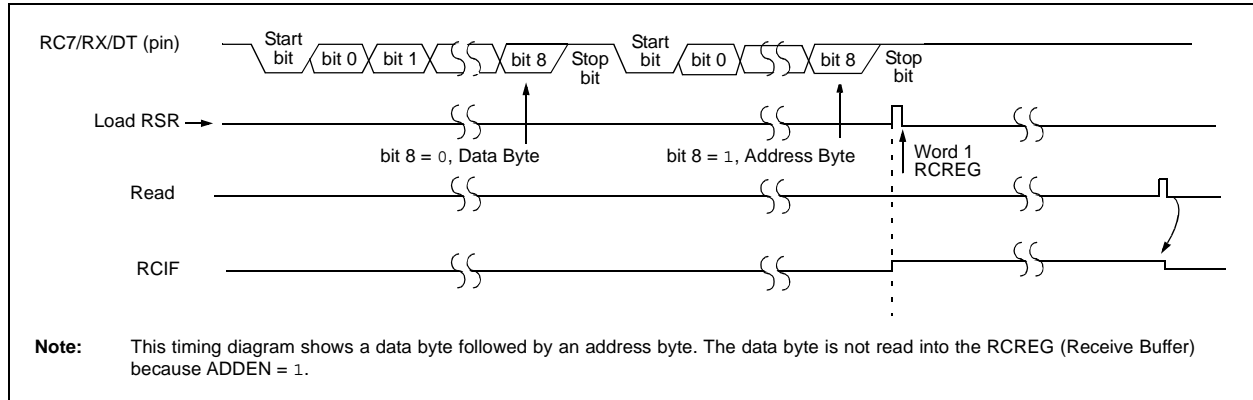 RC7/RX/DT (pin)
Start bit
bit 0
bit 1
bit 8
Stop bit
Start bit
bit 0
bit 8
Stop bit
Load RSR
bit 8 = 0, Data Byte
bit 8 = 1, Address Byte
Word 1
RCREG
Read
RCIF
Note: This timing diagram shows a data byte followed by an address byte. The data byte is not read into the RCREG (Receive Buffer)
because ADDEN = 1.